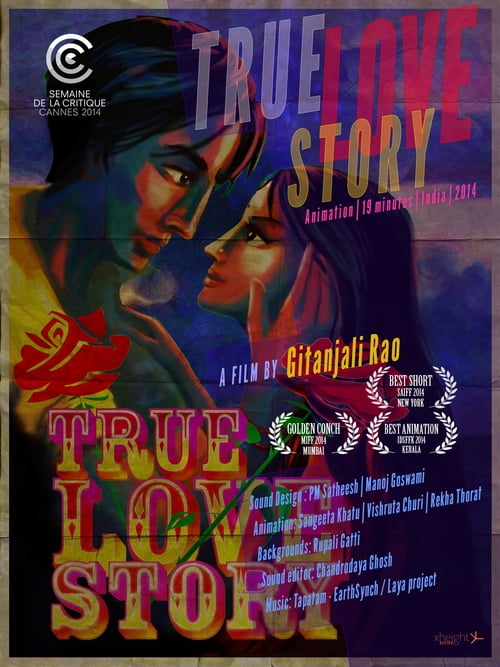 SEMAINE
DE LA CRITIQUE
CANNES 2014
TRUE LOVE
STORY
Animation | 19 minutes | India | 2014
A FILM BY Gitanjali Rao
BEST SHORT
SAIFF 2014
NEW YORK
GOLDEN CONCH
MIFF 2014
MUMBAI
BEST ANIMATION
IDSFFK 2014
KERALA
TRUE
LOVE
STORY
Sound Design : PM Satheesh | Manoj Goswami
Animation: Sangeeta Khatu | Vishruta Churi | Rekha Thorat
Backgrounds: Rupali Gatti
Sound editor: Chandrodaya Ghosh
Music: Tapatam - EarthSynch / Laya project
xheight